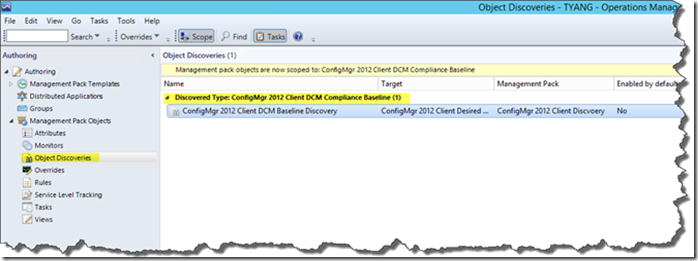 Object Discoveries - TYANG - Operations Manag
File Edit View Go Tasks Tools Help
Search Overrides Scope Find Tasks
Authoring
Authoring
Management Pack Templates
Distributed Applications
Groups
Management Pack Objects
Attributes
Monitors
Object Discoveries
Overrides
Rules
Service Level Tracking
Tasks
Views
Object Discoveries (1)
Management pack objects are now scoped to: ConfigMgr 2012 Client DCM Compliance Baseline
Name Target Management Pack Enabled by default
Discovered Type: ConfigMgr 2012 Client DCM Compliance Baseline (1)
ConfigMgr 2012 Client DCM Baseline Discovery ConfigMgr 2012 Client Desired ... ConfigMgr 2012 Client Discvoery No